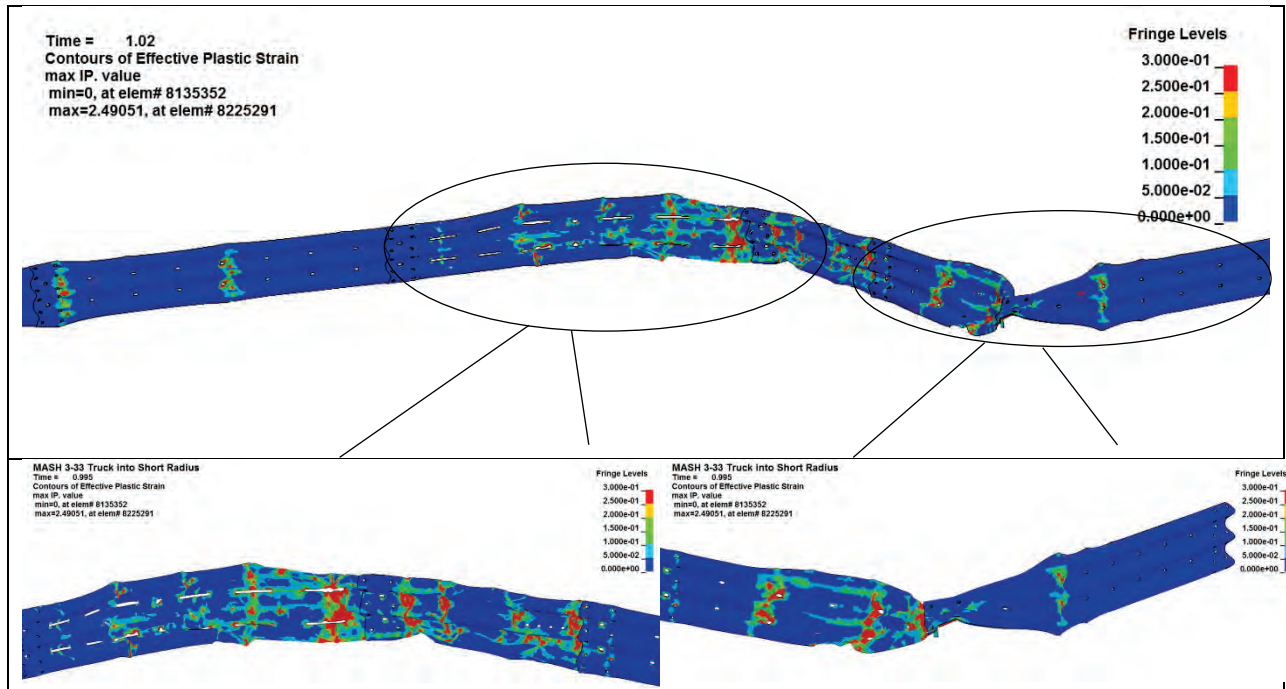 Time = 1.02
Contours of Effective Plastic Strain
max IP. value
min=0, at elem# 8135352
max=2.49051, at elem# 8225291
Fringe Levels
3.000e-01
2.500e-01
2.000e-01
1.500e-01
1.000e-01
5.000e-02
0.000e+00
MASH 3-33 Truck into Short Radius
Time = 0.995
Contours of Effective Plastic Strain
max IP. value
min=0, at elem# 8135352
max=2.49051, at elem# 8225291
Fringe Levels
3.000e-01
2.500e-01
2.000e-01
1.500e-01
1.000e-01
5.000e-02
0.000e+00
MASH 3-33 Truck into Short Radius
Time = 0.995
Contours of Effective Plastic Strain
max IP. value
min=0, at elem# 8135352
max=2.49051, at elem# 8225291
Fringe Levels
3.000e-01
2.500e-01
2.000e-01
1.500e-01
1.000e-01
5.000e-02
0.000e+00